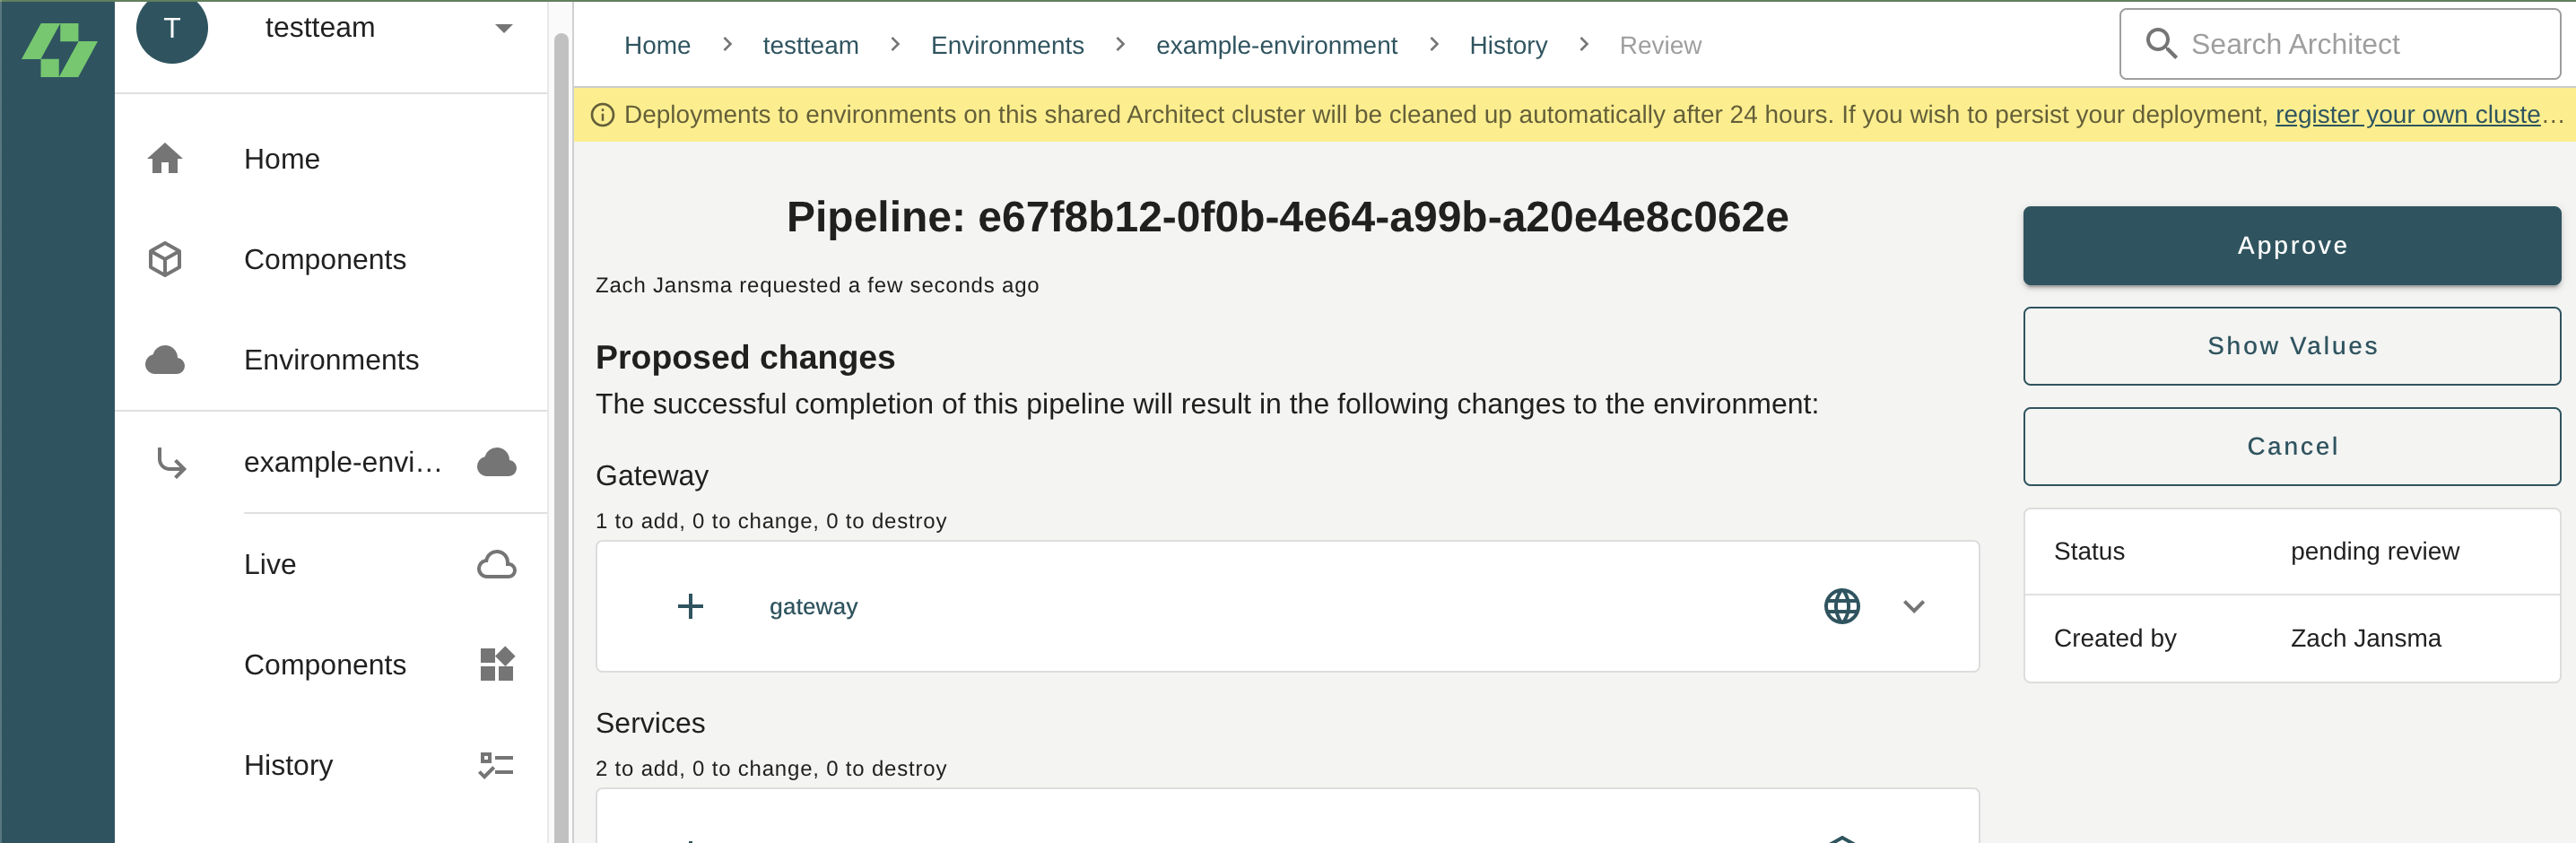 T
testteam
Home
Components
Environments
example-envi…
Live
Components
History
Home > testteam > Environments > example-environment > History > Review
Search Architect
Deployments to environments on this shared Architect cluster will be cleaned up automatically after 24 hours. If you wish to persist your deployment, register your own cluste…
Pipeline: e67f8b12-0f0b-4e64-a99b-a20e4e8c062e
Zach Jansma requested a few seconds ago
Proposed changes
The successful completion of this pipeline will result in the following changes to the environment:
Gateway
1 to add, 0 to change, 0 to destroy
gateway
Services
2 to add, 0 to change, 0 to destroy
Approve
Show Values
Cancel
Status pending review
Created by Zach Jansma